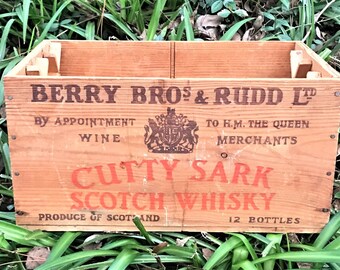 BERRY BROS & RUDD LTD
BY APPOINTMENT TO H.M. THE QUEEN
WINE MERCHANTS
CUTTY SARK
SCOTCH WHISKY
PRODUCE OF SCOTLAND 12 BOTTLES